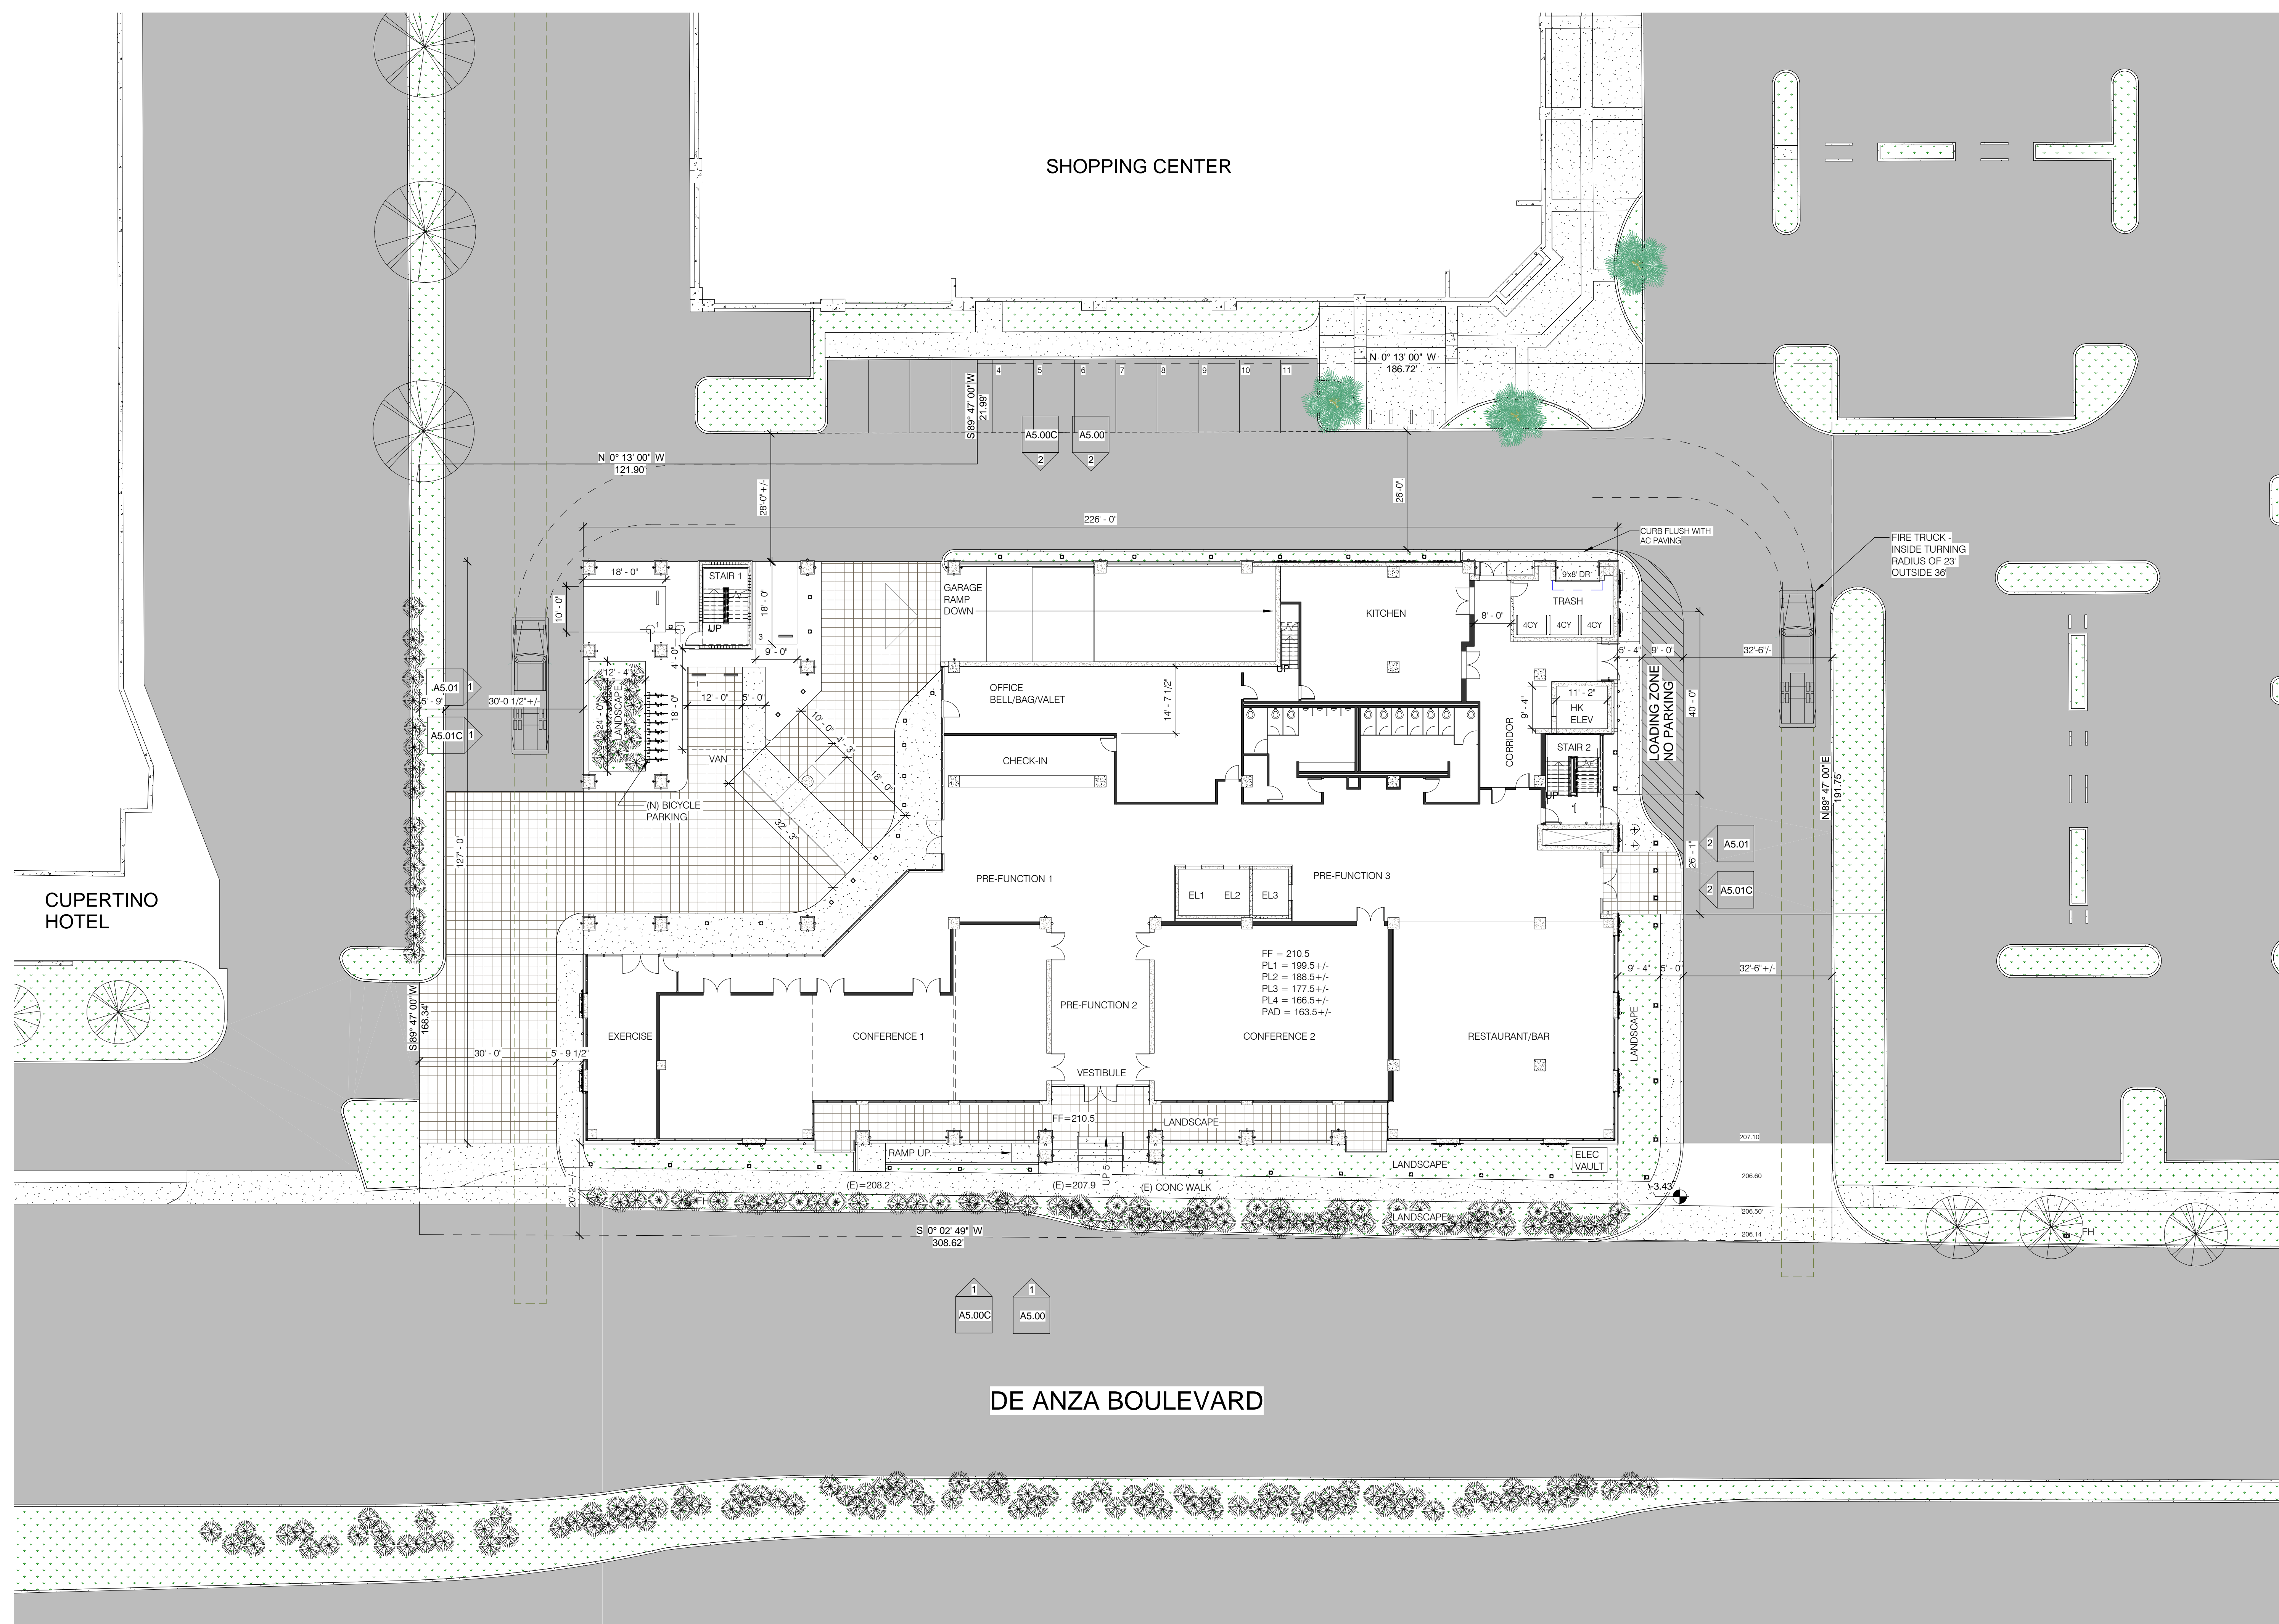 SHOPPING CENTER
N 0° 13' 00" W
186.72'
4
5
6
7
8
9
10
11
S 89° 47' 00" W
21.99'
A5.00C
2
A5.00
2
N 0° 13' 00" W
121.90'
28'-0"+/-
26'-0"
226' - 0"
CURB FLUSH WITH
AC PAVING
FIRE TRUCK -
INSIDE TURNING
RADIUS OF 23'
OUTSIDE 36'
18' - 0"
10' - 0"
STAIR 1
UP
18' - 0"
3
9' - 0"
4' - 0"
1
GARAGE
RAMP
DOWN
UP
KITCHEN
8' - 0"
9'x8' DR
TRASH
4CY
4CY
4CY
5' - 4"
9' - 0"
32'-6"/-
LOADING ZONE
NO PARKING
40' - 0"
A5.01
1
5' - 9"
30'-0 1/2"+/-
A5.01C
1
12' - 4"
24' - 0"
LANDSCAPE
18' - 0"
1
12' - 0"
5' - 0"
VAN
10' - 0"
4' - 3"
18' - 0"
32' - 3"
(N) BICYCLE
PARKING
OFFICE
BELL/BAG/VALET
14' - 7 1/2"
CHECK-IN
CORRIDOR
9' - 4"
11' - 2"
HK
ELEV
STAIR 2
UP
N 89° 47' 00" E
191.75'
26' - 1"
2
A5.01
2
A5.01C
127' - 0"
CUPERTINO
HOTEL
PRE-FUNCTION 1
EL1
EL2
EL3
PRE-FUNCTION 3
FF = 210.5
PL1 = 199.5+/-
PL2 = 188.5+/-
PL3 = 177.5+/-
PL4 = 166.5+/-
PAD = 163.5+/-
9' - 4"
5' - 0"
32'-6"+/-
S 89° 47' 00" W
168.34'
30' - 0"
5' - 9 1/2"
EXERCISE
CONFERENCE 1
PRE-FUNCTION 2
VESTIBULE
CONFERENCE 2
RESTAURANT/BAR
LANDSCAPE
FF=210.5
LANDSCAPE
RAMP UP
UP 5
LANDSCAPE
ELEC
VAULT
207.10
206.60
206.50'
206.14
-3.43
(E)=208.2
(E)=207.9
(E) CONC WALK
20'-2"+/-
FH
LANDSCAPE
FH
S 0° 02' 49" W
308.62'
1
A5.00C
1
A5.00
DE ANZA BOULEVARD